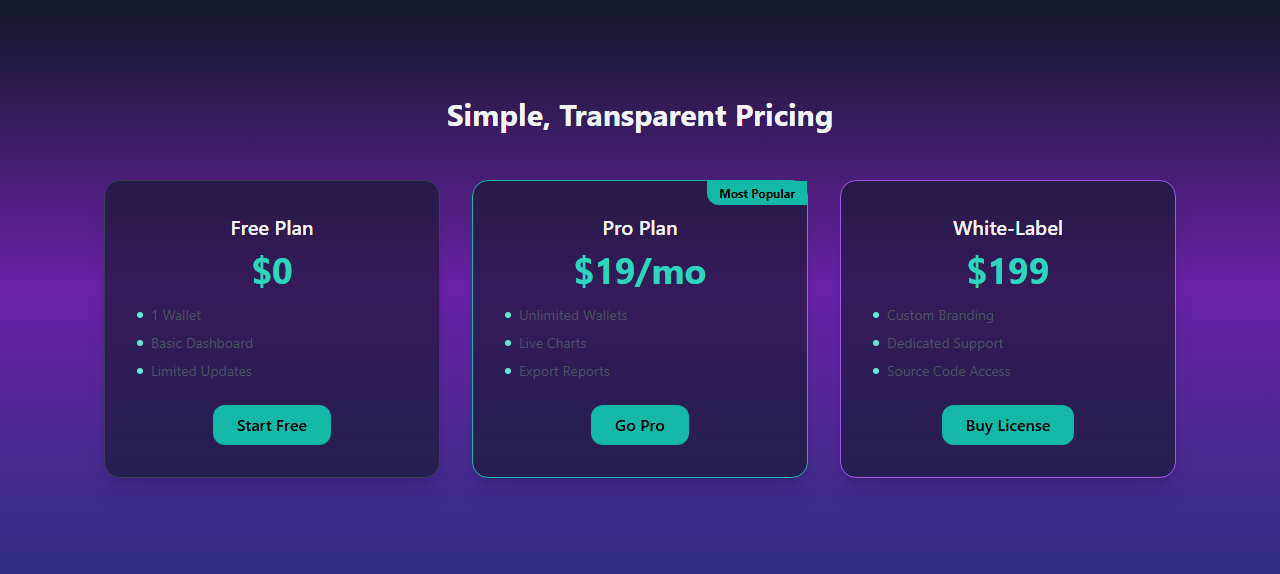 Simple, Transparent Pricing
Free Plan
$0
1 Wallet
Basic Dashboard
Limited Updates
Start Free
Most Popular
Pro Plan
$19/mo
Unlimited Wallets
Live Charts
Export Reports
Go Pro
White-Label
$199
Custom Branding
Dedicated Support
Source Code Access
Buy License